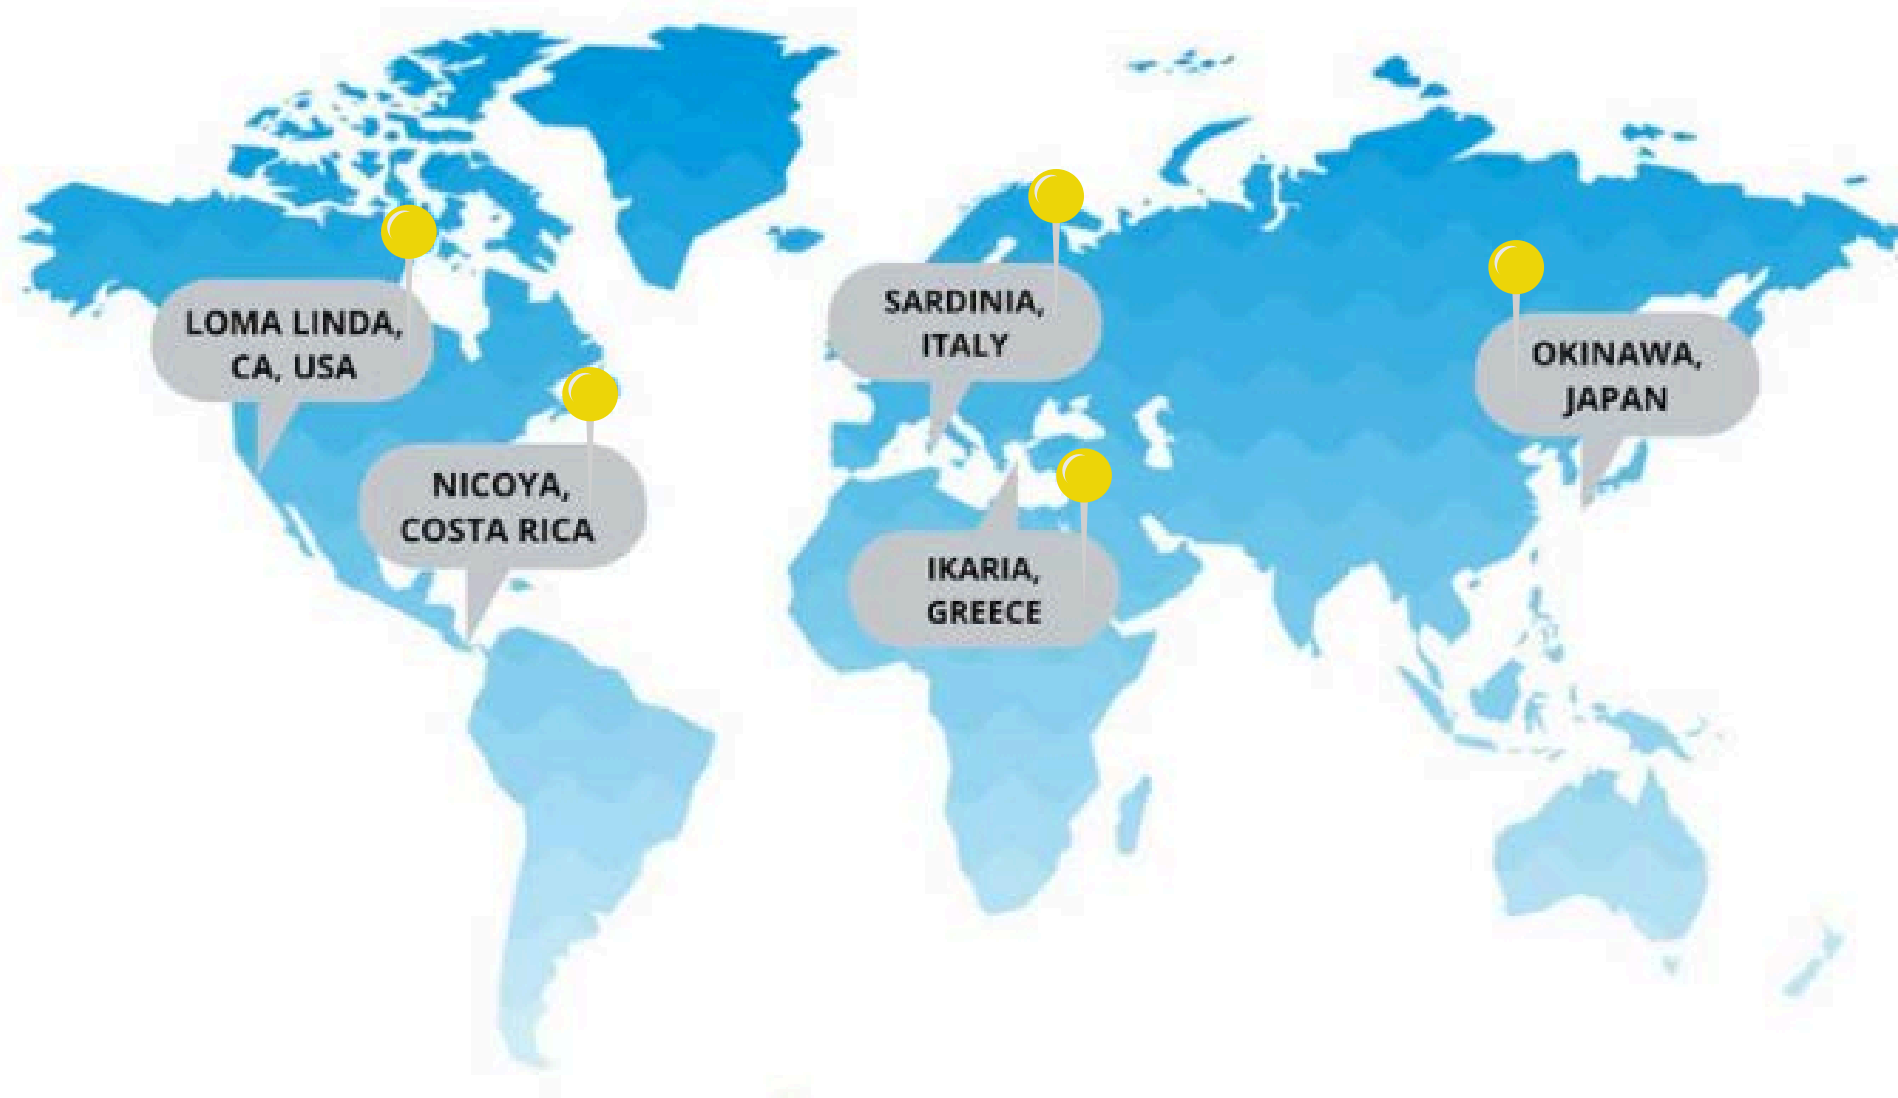 LOMA LINDA,
CA, USA
NICOYA,
COSTA RICA
SARDINIA,
ITALY
IKARIA,
GREECE
OKINAWA,
JAPAN